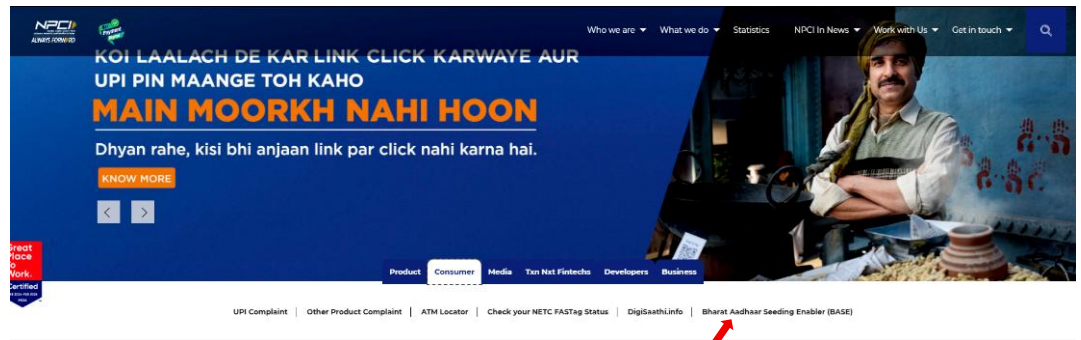 NPCI
ALWAYS FORWARD
Who we are
What we do
Statistics
NPCI In News
Work with Us
Get in touch
KOI LAALACH DE KAR LINK CLICK KARWAYE AUR
UPI PIN MAANGE TOH KAHO
MAIN MOORKH NAHI HOON
Dhyan rahe, kisi bhi anjaan link par click nahi karna hai.
KNOW MORE
Great
Place
To
Work.
Certified
Product Consumer Media Txn Nxt Fintechs Developers Business
UPI Complaint | Other Product Complaint | ATM Locator | Check your NETC FASTag Status | DigiSaathi.info | Bharat Aadhaar Seeding Enabler (BASE)